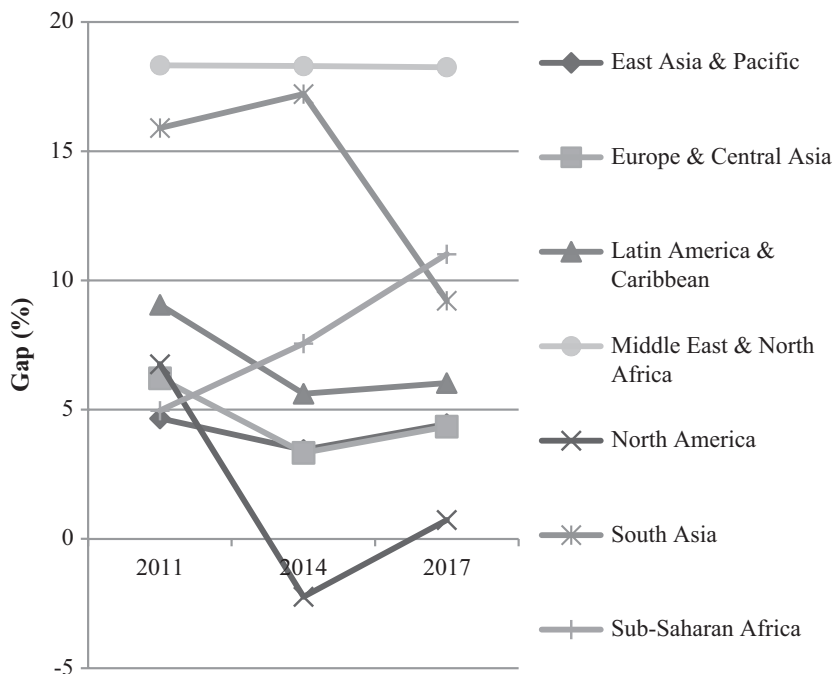 20
15
10
5
0
-5
Gap (%)
2011 2014 2017
East Asia & Pacific
Europe & Central Asia
Latin America &
Caribbean
Middle East & North
Africa
North America
South Asia
Sub-Saharan Africa